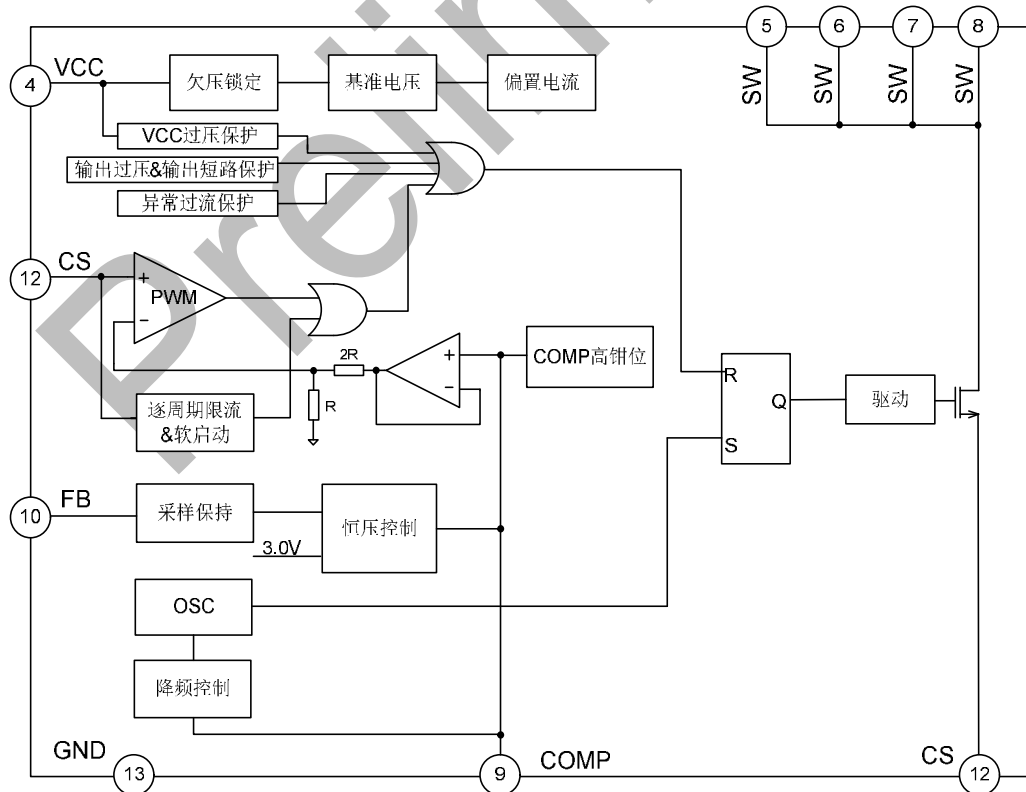 5
6
7
8
SW
SW
SW
SW
4
VCC
欠压锁定
基准电压
偏置电流
VCC过压保护
输出过压&输出短路保护
异常过流保护
12
CS
+
PWM
−
2R
R
+
−
COMP高钳位
逐周期限流
&软启动
R
Q
S
驱动
10
FB
采样保持
恒压控制
3.0V
OSC
降频控制
GND
13
9
COMP
CS
12
Prelim